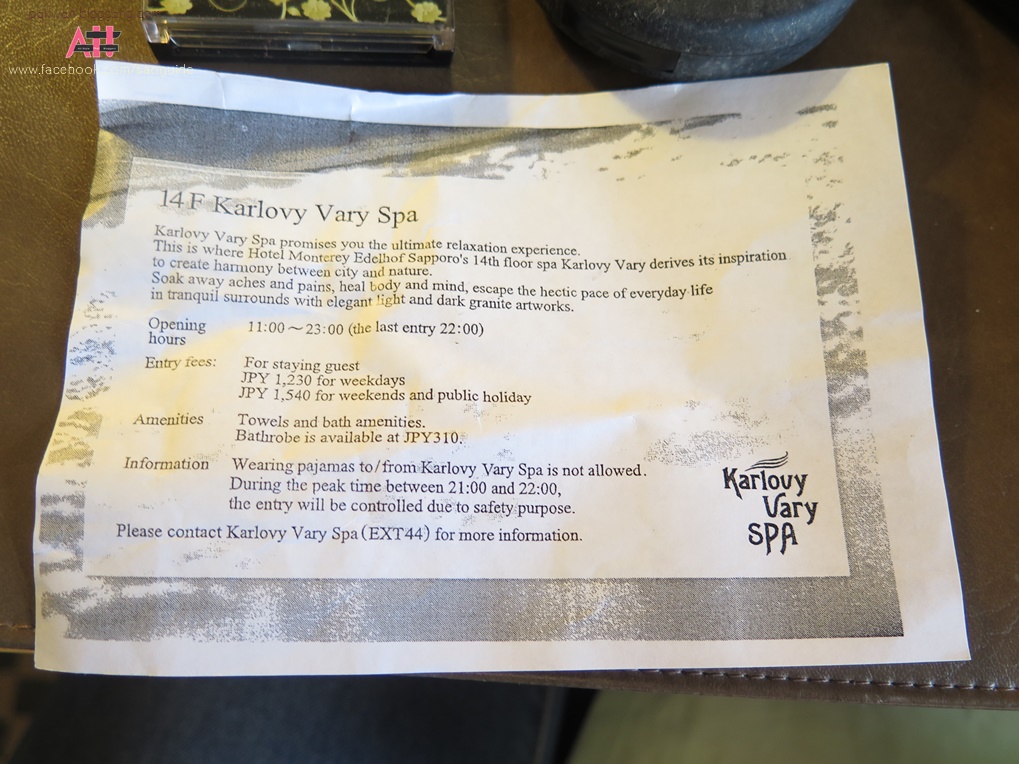 www.facebook
14F Karlovy Vary Spa
Karlovy Vary Spa promises you the ultimate relaxation experience.
This is where Hotel Monterey Edelhof Sapporo's 14th floor spa Karlovy Vary derives its inspiration
to create harmony between city and nature.
Soak away aches and pains, heal body and mind, escape the hectic pace of everyday life
in tranquil surrounds with elegant light and dark granite artworks.
Opening hours 11:00～23:00 (the last entry 22:00)
Entry fees: For staying guest
JPY 1,230 for weekdays
JPY 1,540 for weekends and public holiday
Amenities Towels and bath amenities.
Bathrobe is available at JPY310.
Information Wearing pajamas to/from Karlovy Vary Spa is not allowed.
During the peak time between 21:00 and 22:00,
the entry will be controlled due to safety purpose.
Please contact Karlovy Vary Spa (EXT44) for more information.
Karlovy
Vary
SPA